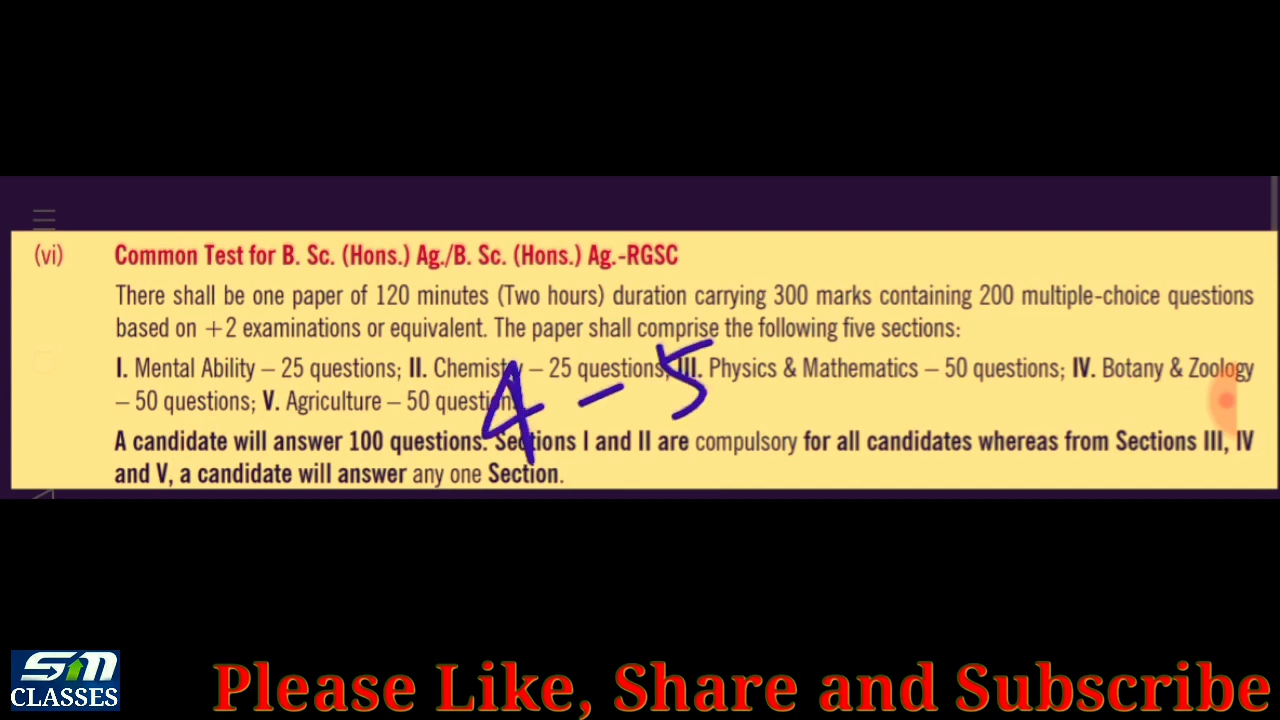 (vi) Common Test for B. Sc. (Hons.) Ag./B. Sc. (Hons.) Ag.-RGSC
There shall be one paper of 120 minutes (Two hours) duration carrying 300 marks containing 200 multiple-choice questions
based on +2 examinations or equivalent. The paper shall comprise the following five sections:
I. Mental Ability – 25 questions; II. Chemistry – 25 questions; III. Physics & Mathematics – 50 questions; IV. Botany & Zoology
– 50 questions; V. Agriculture – 50 questions.
4 – 5
A candidate will answer 100 questions. Sections I and II are compulsory for all candidates whereas from Sections III, IV
and V, a candidate will answer any one Section.
SM
CLASSES
Please Like, Share and Subscribe